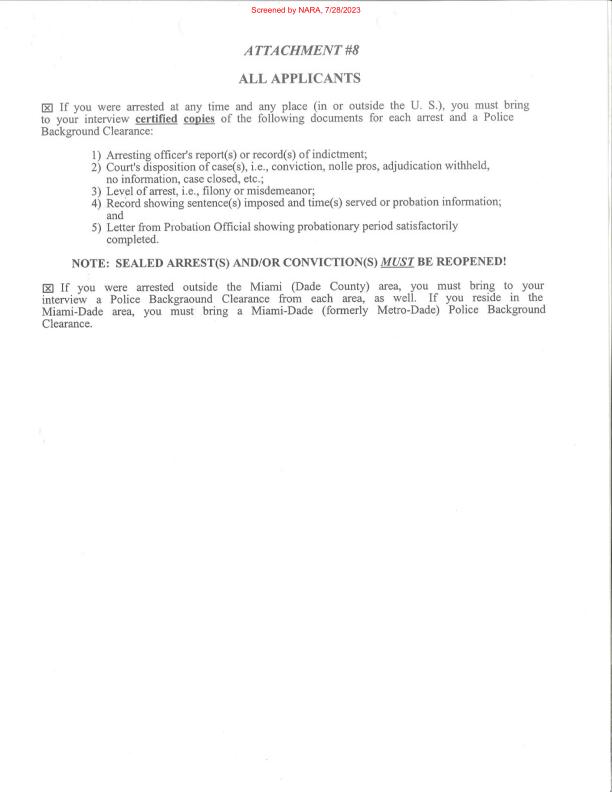 Screened by NARA, 7/28/2023
ATTACHMENT #8
ALL APPLICANTS
☒ If you were arrested at any time and any place (in or outside the U. S.), you must bring
to your interview certified copies of the following documents for each arrest and a Police
Background Clearance:
1) Arresting officer's report(s) or record(s) of indictment;
2) Court's disposition of case(s), i.e., conviction, nolle pros, adjudication withheld,
no information, case closed, etc.;
3) Level of arrest, i.e., filony or misdemeanor;
4) Record showing sentence(s) imposed and time(s) served or probation information;
and
5) Letter from Probation Official showing probationary period satisfactorily
completed.
NOTE: SEALED ARREST(S) AND/OR CONVICTION(S) MUST BE REOPENED!
☒ If you were arrested outside the Miami (Dade County) area, you must bring to your
interview a Police Backgraound Clearance from each area, as well. If you reside in the
Miami-Dade area, you must bring a Miami-Dade (formerly Metro-Dade) Police Background
Clearance.